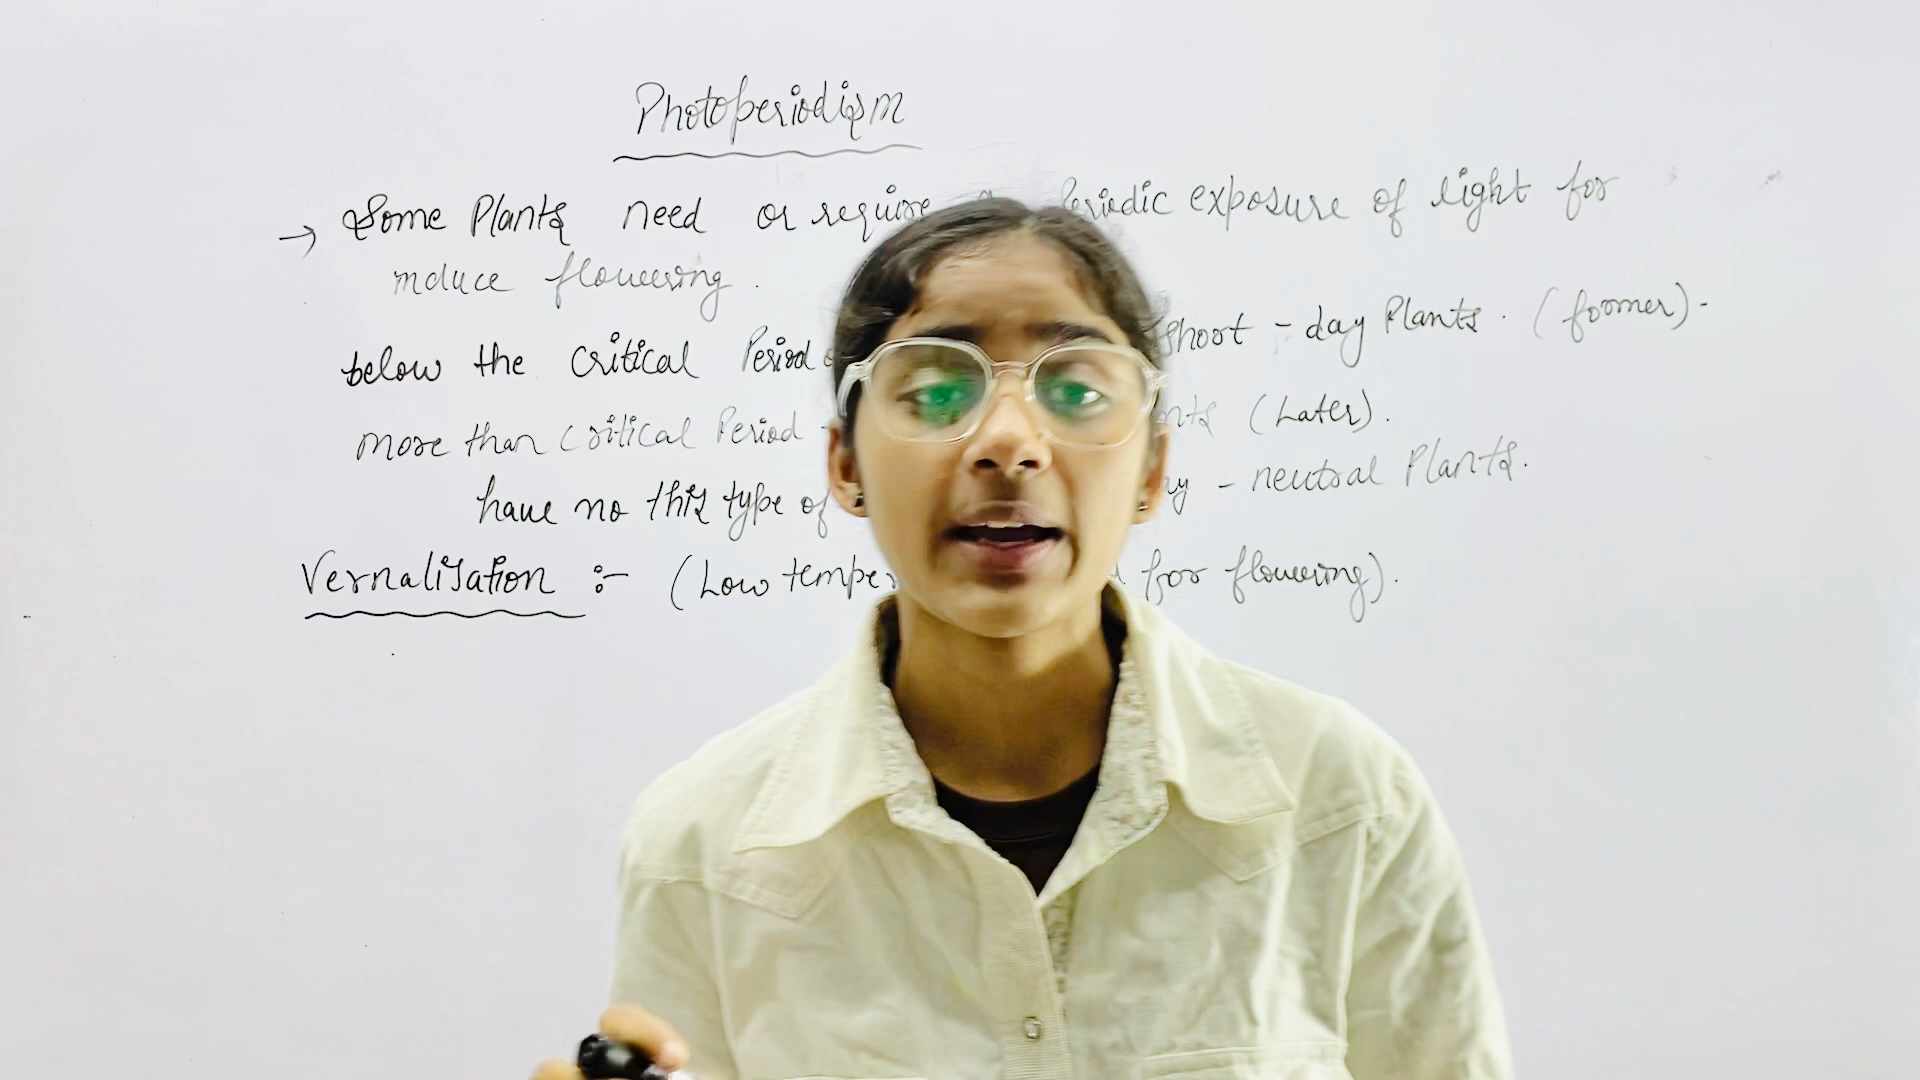 Photoperiodism
→ Some Plants need or require Periodic exposure of light for
induce flowering.
below the critical Period short - day Plants. (former).
more than critical Period - (Later).
have no this type of - neutral Plants.
Vernalisation :- (Low for flowering).